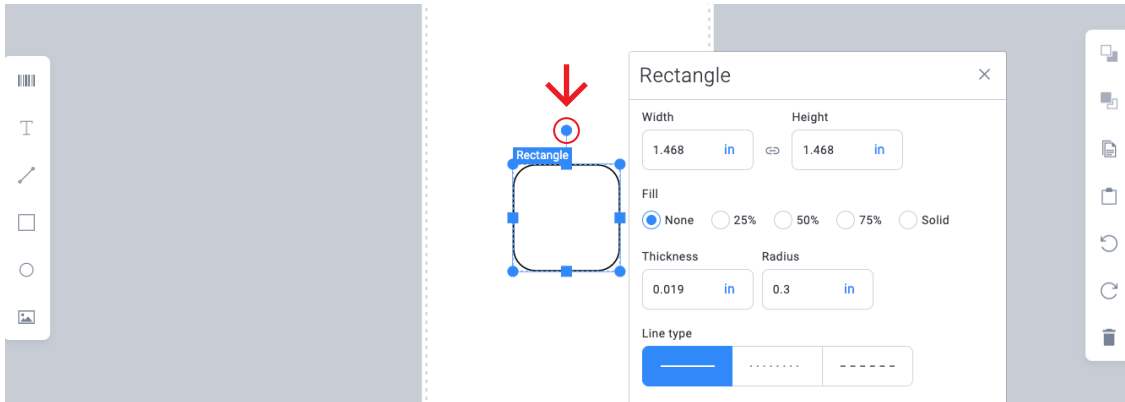 Rectangle
Rectangle
Width
Height
1.468 in
1.468 in
Fill
None
25%
50%
75%
Solid
Thickness
Radius
0.019 in
0.3 in
Line type